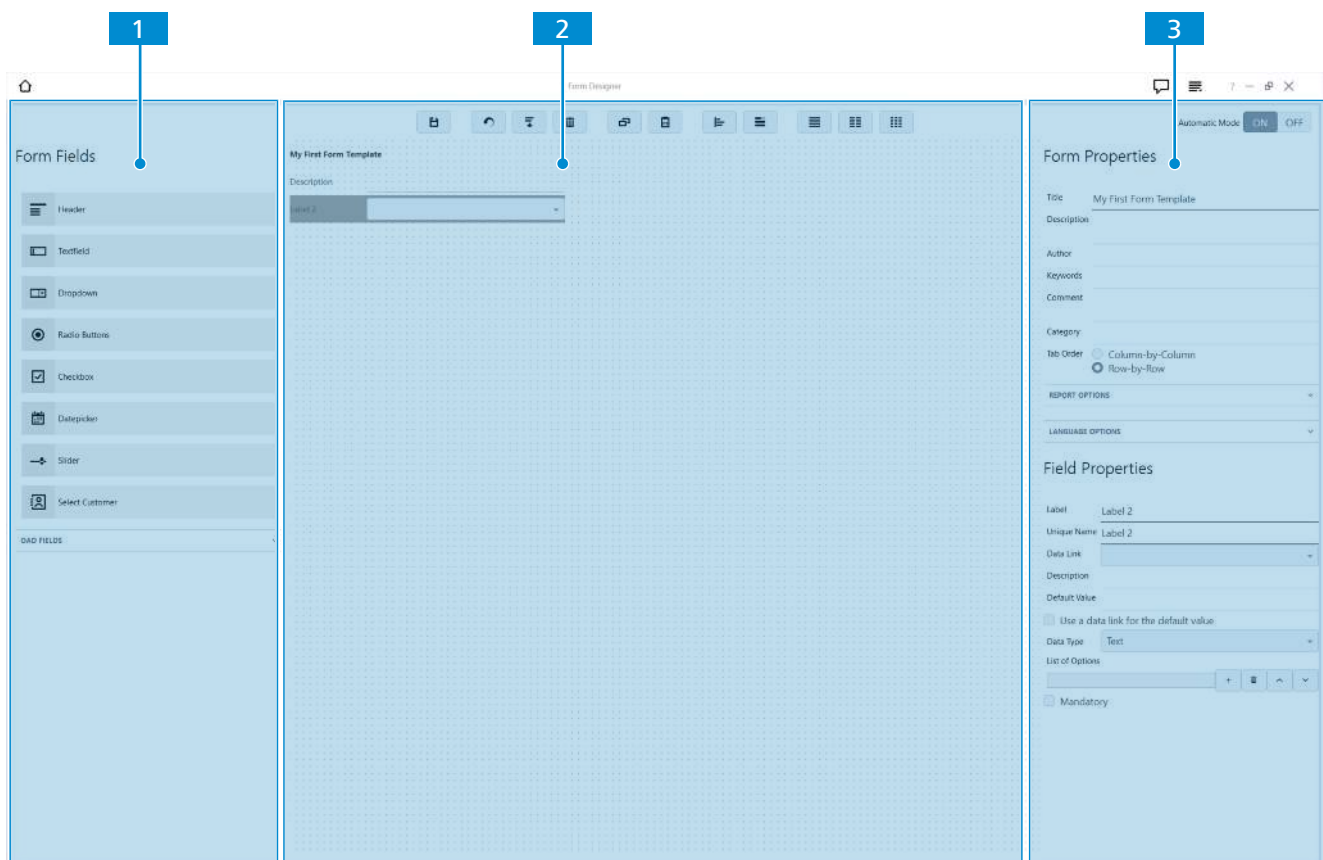 1
2
3
Form Designer
?
Automatic Mode ON OFF
Form Fields
Header
Textfield
Dropdown
Radio Buttons
Checkbox
Datepicker
Slider
Select Customer
OAD FIELDS
My First Form Template
Description
Label 2
Form Properties
Title My First Form Template
Description
Author
Keywords
Comment
Category
Tab Order Column-by-Column
Row-by-Row
REPORT OPTIONS
LANGUAGE OPTIONS
Field Properties
Label Label 2
Unique Name Label 2
Data Link
Description
Default Value
Use a data link for the default value
Data Type Text
List of Options
Mandatory